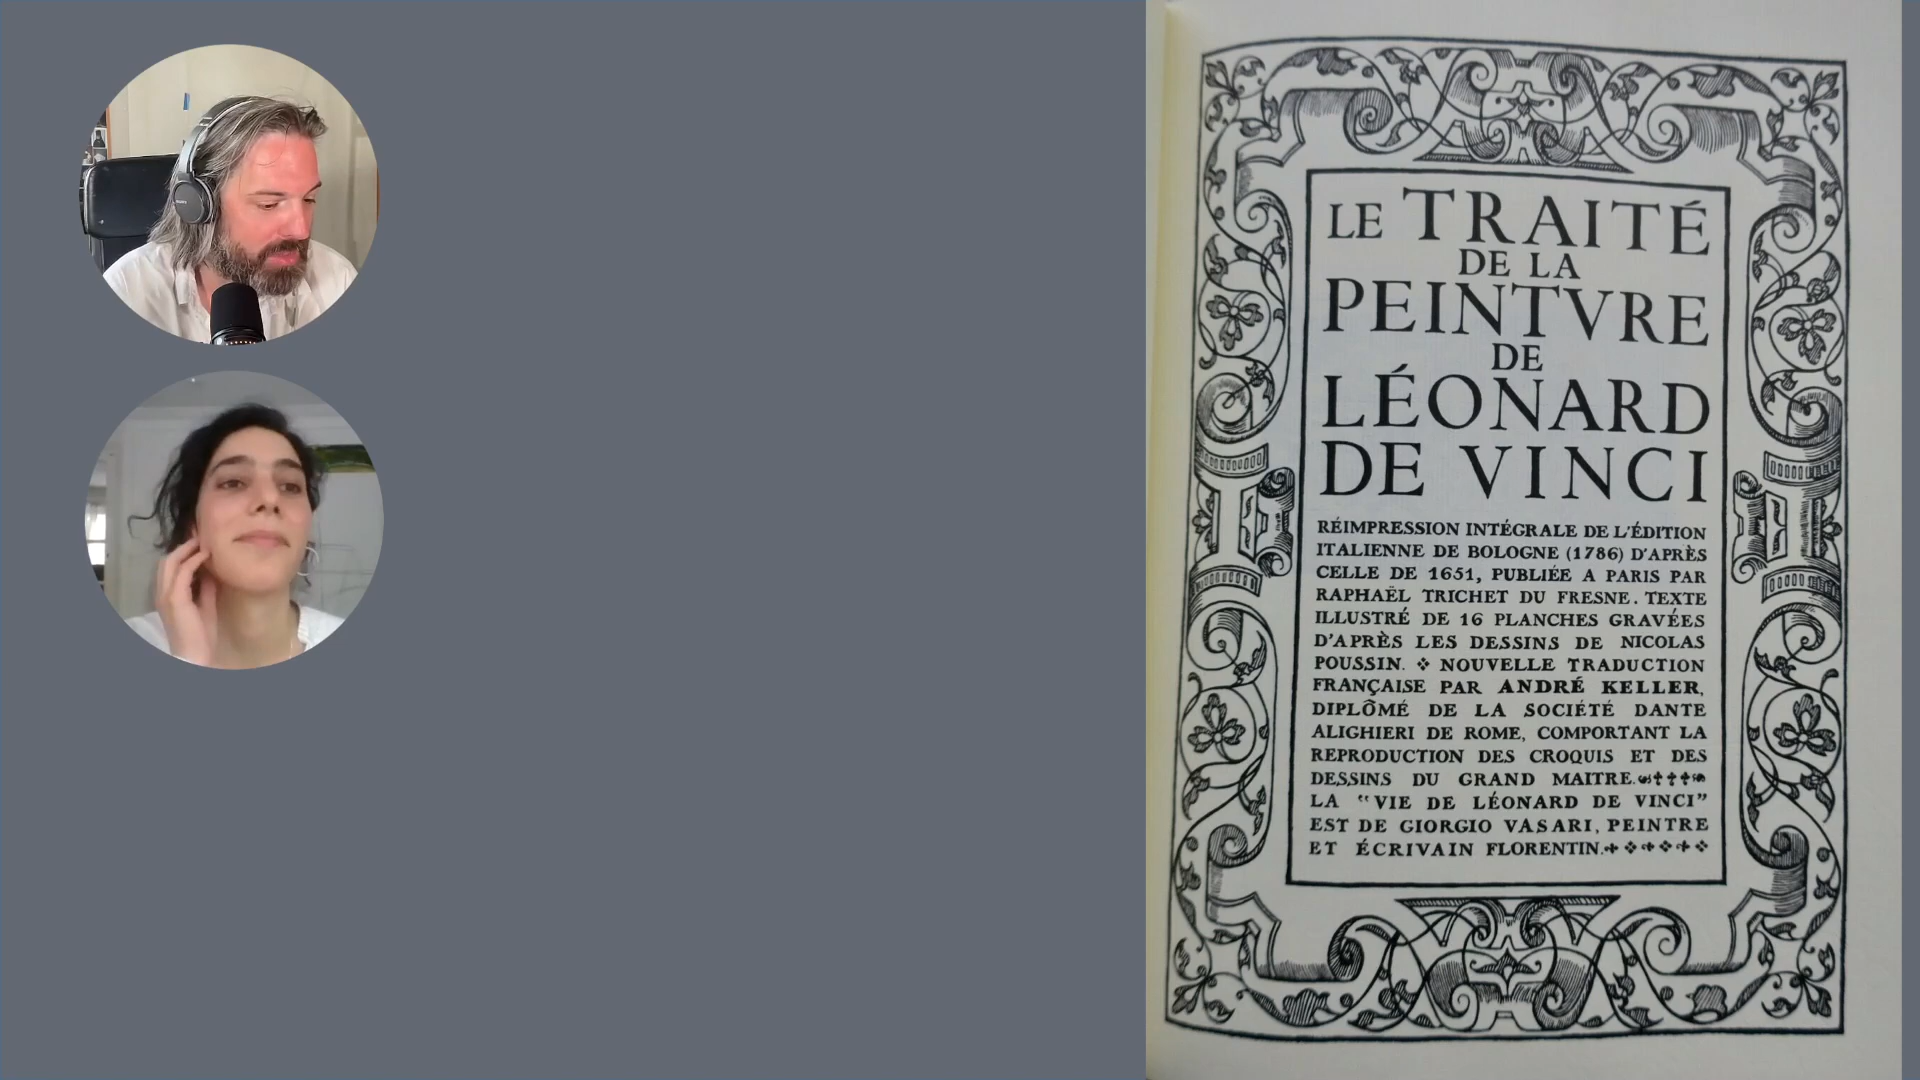 LE TRAITÉ
DE LA
PEINTVRE
DE
LÉONARD
DE VINCI
RÉIMPRESSION INTÉGRALE DE L'ÉDITION
ITALIENNE DE BOLOGNE (1786) D'APRÈS
CELLE DE 1651, PUBLIÉE A PARIS PAR
RAPHAËL TRICHET DU FRESNE. TEXTE
ILLUSTRÉ DE 16 PLANCHES GRAVÉES
D'APRÈS LES DESSINS DE NICOLAS
POUSSIN. ❖ NOUVELLE TRADUCTION
FRANÇAISE PAR ANDRÉ KELLER,
DIPLÔMÉ DE LA SOCIÉTÉ DANTE
ALIGHIERI DE ROME, COMPORTANT LA
REPRODUCTION DES CROQUIS ET DES
DESSINS DU GRAND MAITRE.
LA "VIE DE LÉONARD DE VINCI"
EST DE GIORGIO VASARI, PEINTRE
ET ÉCRIVAIN FLORENTIN.